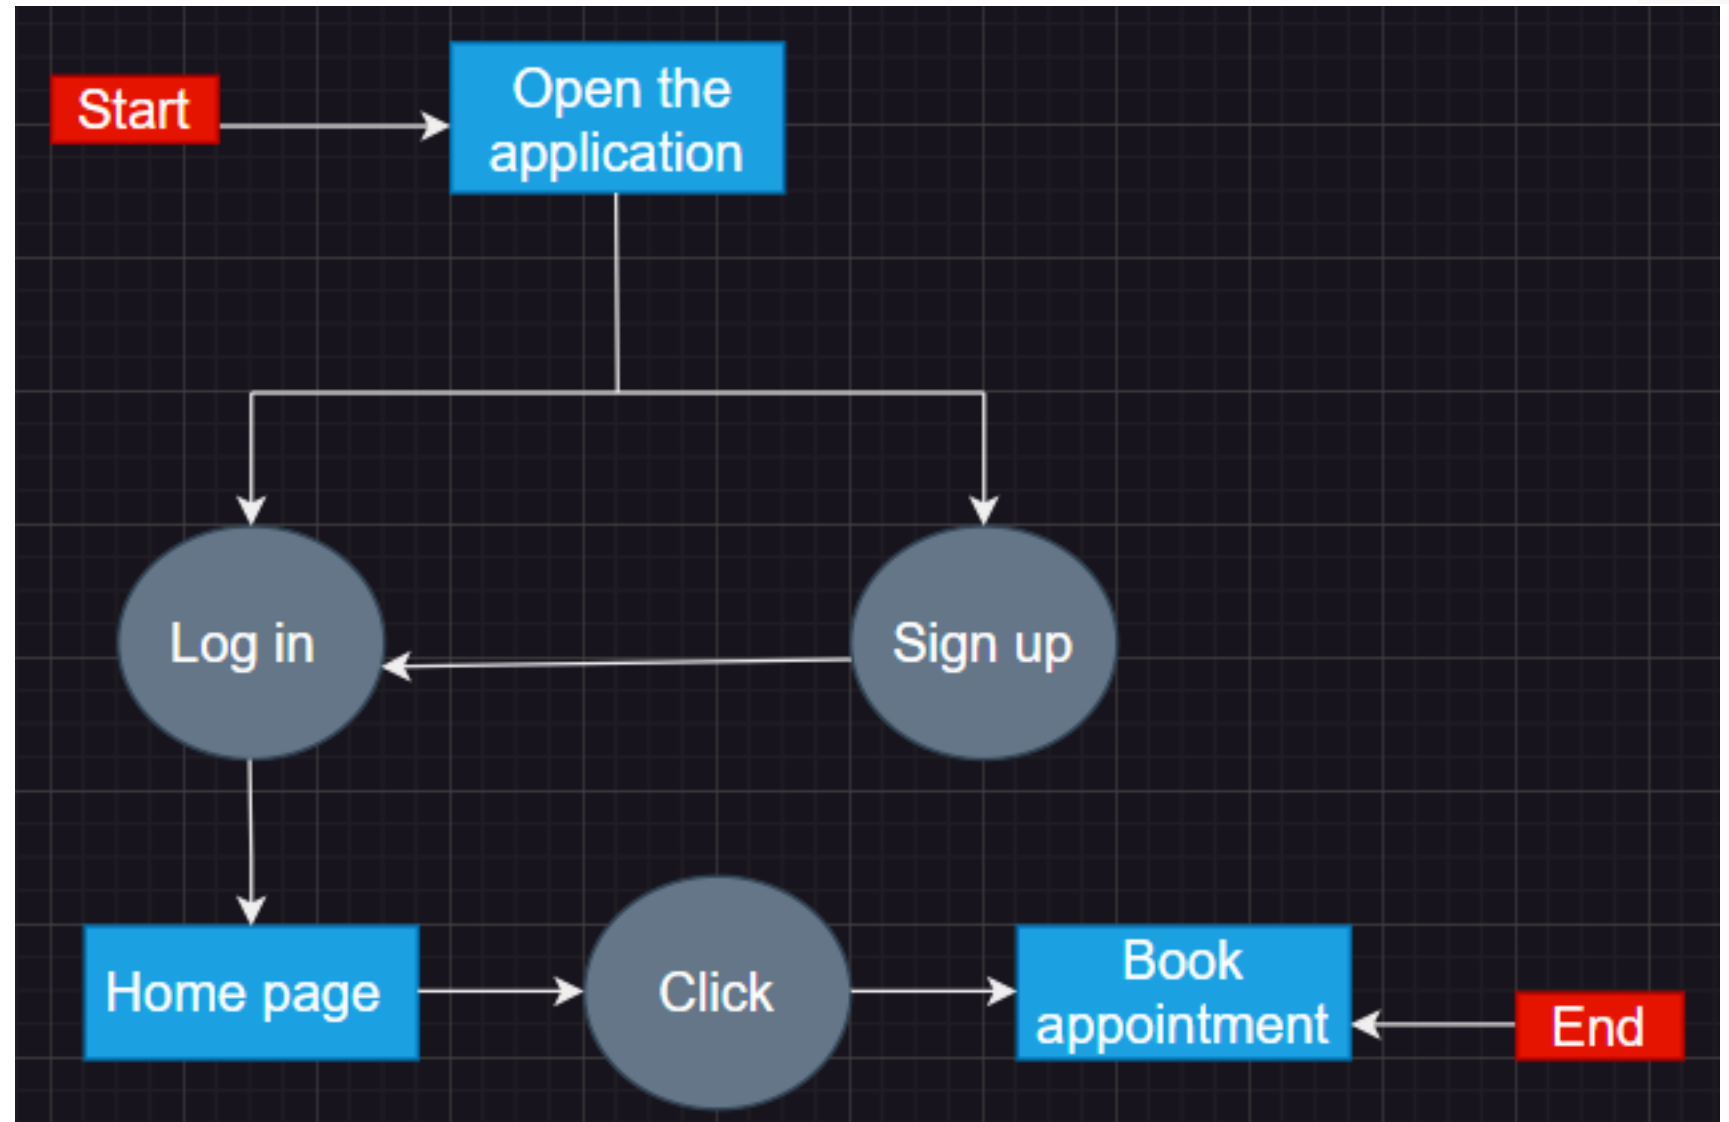 Start
Open the
application
Log in
Sign up
Home page
Click
Book
appointment
End